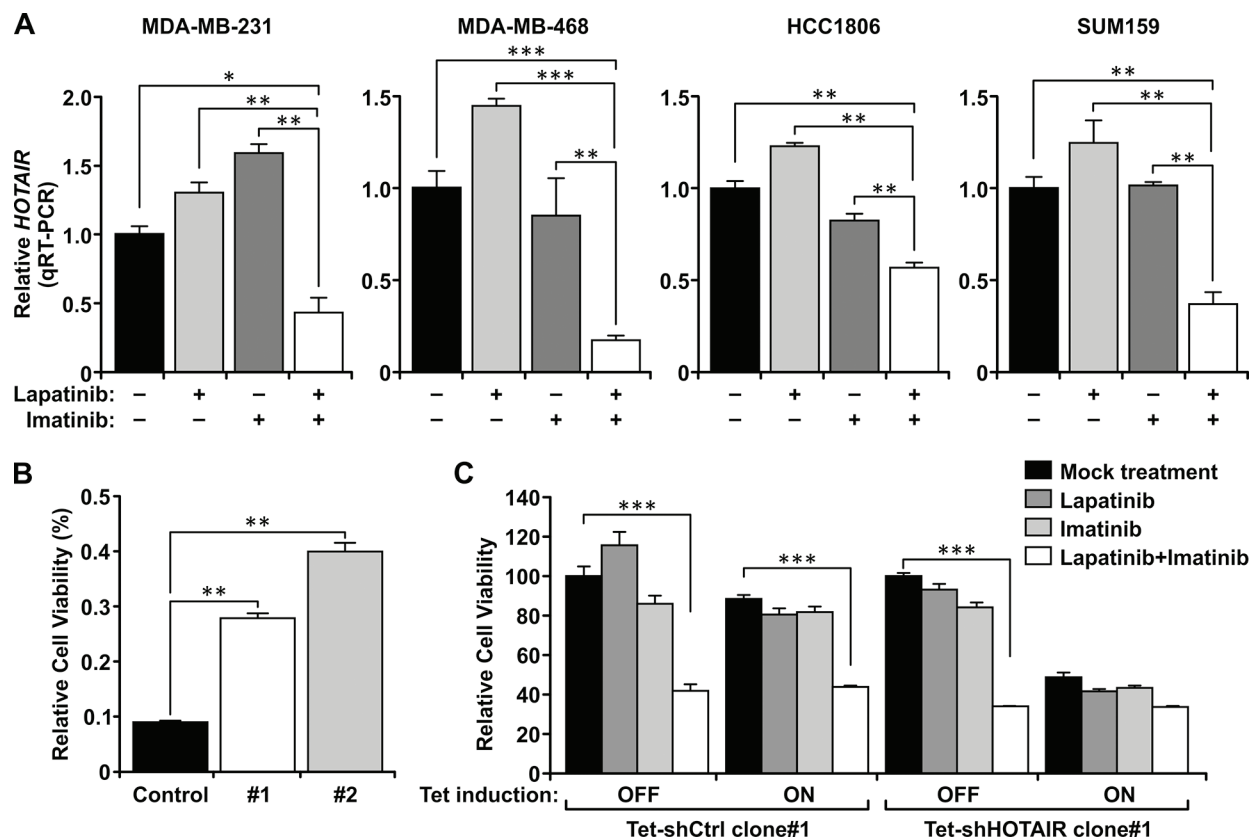 A
MDA-MB-231 MDA-MB-468 HCC1806 SUM159
Relative HOTAIR
(qRT-PCR)
2.0
1.5
1.0
0.5
0
* ** **
1.5
1.0
0.5
0
*** *** **
1.5
1.0
0.5
0
** ** **
1.5
1.0
0.5
0
** ** **
Lapatinib: – + – + – + – + – + – + – + – +
Imatinib: – – + + – – + + – – + + – – + +
B
Relative Cell Viability (%)
0.5
0.4
0.3
0.2
0.1
0
** **
Control #1 #2
C
Mock treatment
Lapatinib
Imatinib
Lapatinib+Imatinib
Relative Cell Viability
140
120
100
80
60
40
20
0
*** *** ***
Tet induction: OFF ON OFF ON
Tet-shCtrl clone#1 Tet-shHOTAIR clone#1